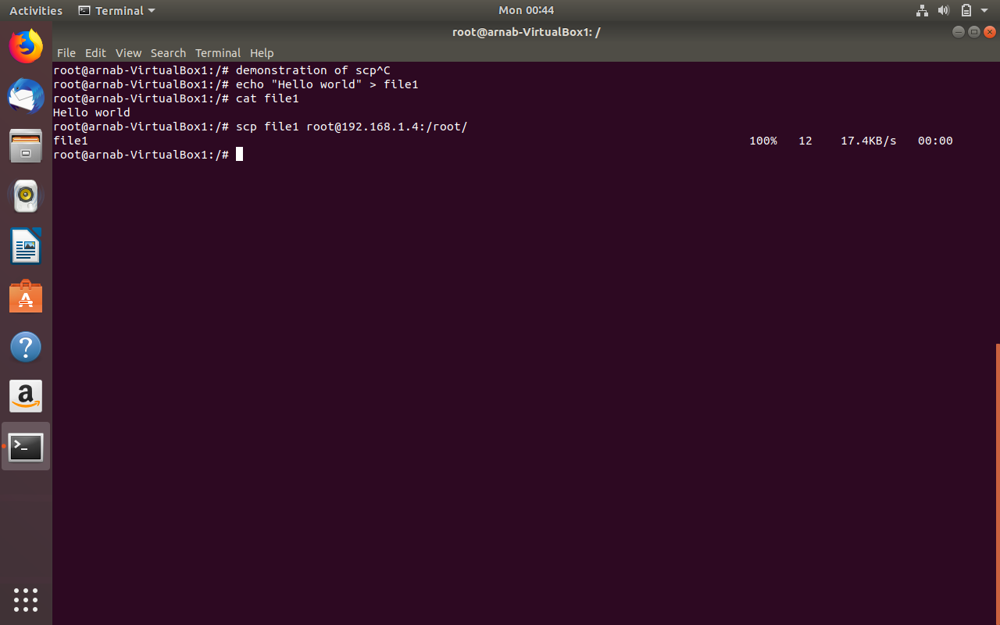 Activities Terminal Mon 00:44
root@arnab-VirtualBox1: /
File Edit View Search Terminal Help
root@arnab-VirtualBox1:/# demonstration of scp^C
root@arnab-VirtualBox1:/# echo "Hello world" > file1
root@arnab-VirtualBox1:/# cat file1
Hello world
root@arnab-VirtualBox1:/# scp file1 root@192.168.1.4:/root/
file1 100% 12 17.4KB/s 00:00
root@arnab-VirtualBox1:/#